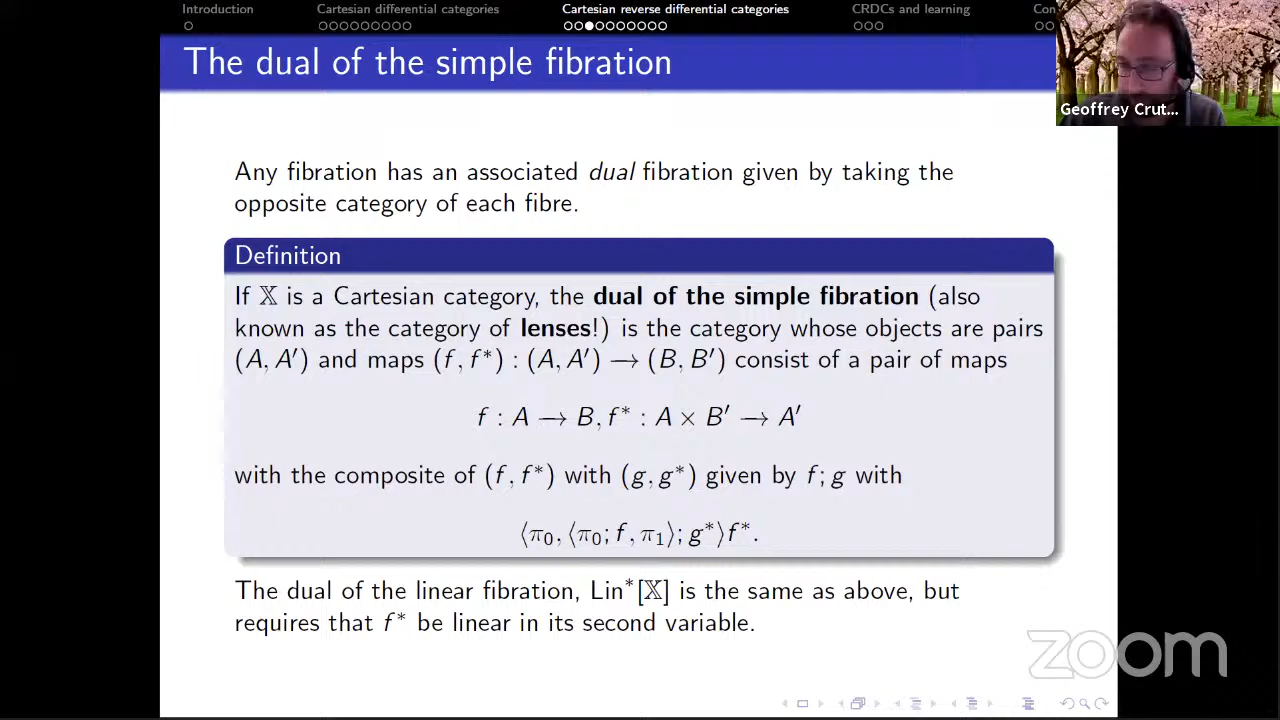 Introduction
Cartesian differential categories
Cartesian reverse differential categories
CRDCs and learning
Con
The dual of the simple fibration
Geoffrey Crut...
Any fibration has an associated dual fibration given by taking the
opposite category of each fibre.
Definition
If 𝕏 is a Cartesian category, the dual of the simple fibration (also
known as the category of lenses!) is the category whose objects are pairs
(A, A′) and maps (f, f*) : (A, A′) ⟶ (B, B′) consist of a pair of maps
f : A ⟶ B, f* : A × B′ ⟶ A′
with the composite of (f, f*) with (g, g*) given by f; g with
⟨π₀, ⟨π₀; f, π₁⟩; g*⟩f*.
The dual of the linear fibration, Lin*[𝕏] is the same as above, but
requires that f* be linear in its second variable.
zoom